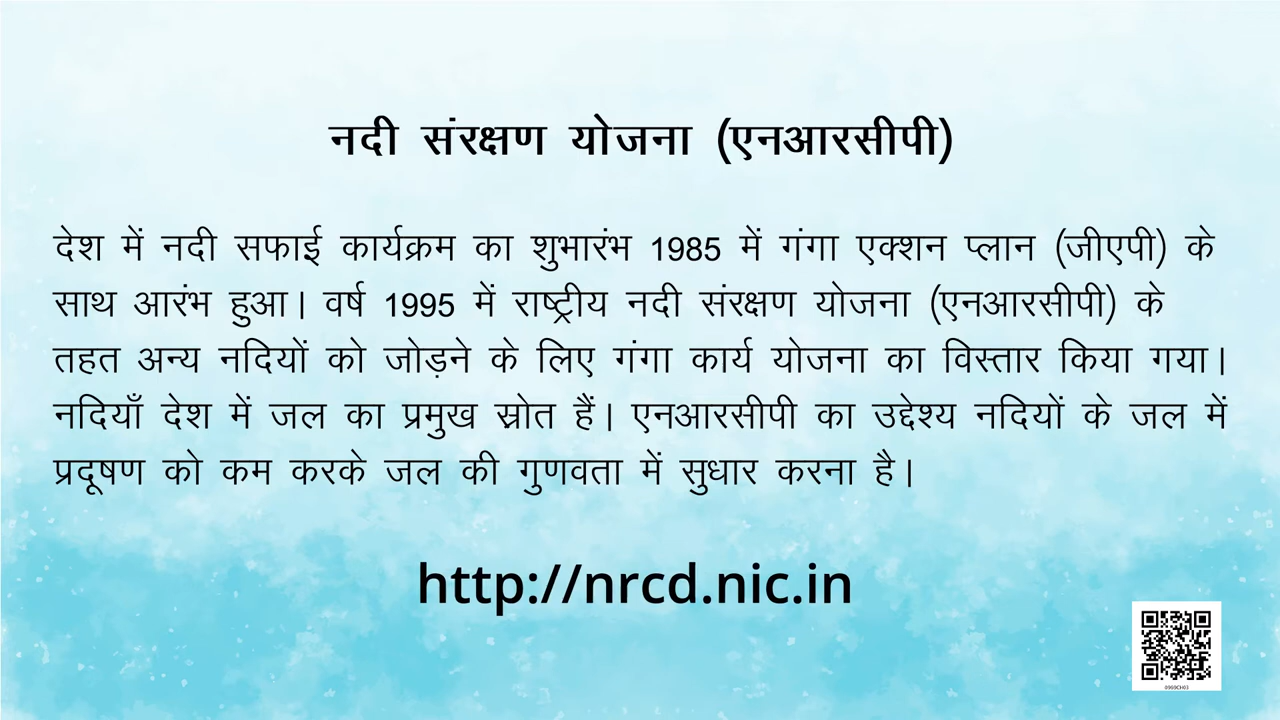 नदी संरक्षण योजना (एनआरसीपी)
देश में नदी सफाई कार्यक्रम का शुभारंभ 1985 में गंगा एक्शन प्लान (जीएपी) के
साथ आरंभ हुआ। वर्ष 1995 में राष्ट्रीय नदी संरक्षण योजना (एनआरसीपी) के
तहत अन्य नदियों को जोड़ने के लिए गंगा कार्य योजना का विस्तार किया गया।
नदियाँ देश में जल का प्रमुख स्रोत हैं। एनआरसीपी का उद्देश्य नदियों के जल में
प्रदूषण को कम करके जल की गुणवता में सुधार करना है।
http://nrcd.nic.in
0969CH03